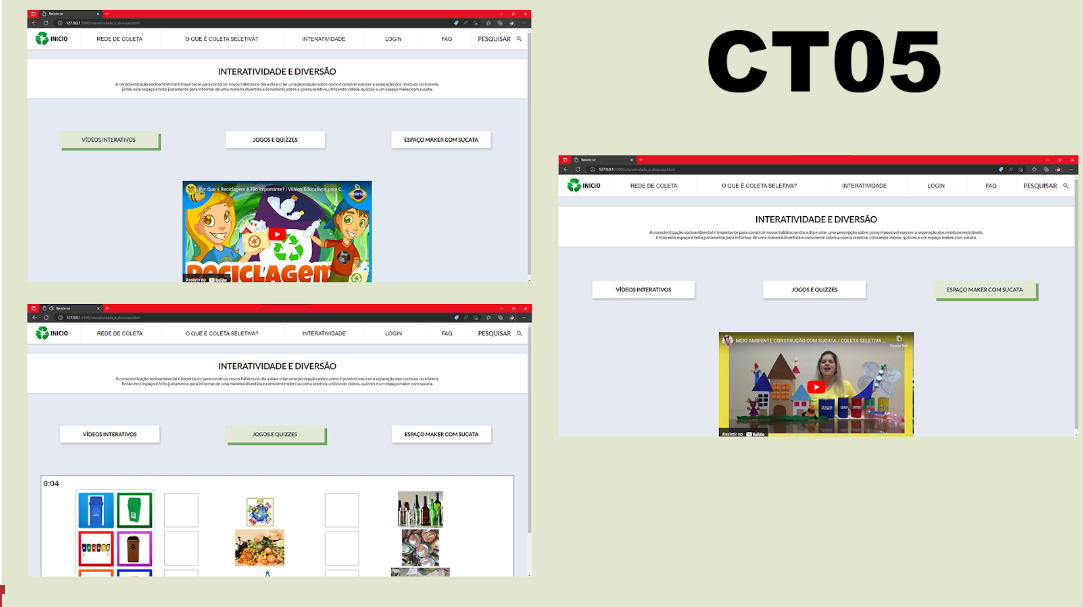 INICIO REDE DE COLETA O QUE É COLETA SELETIVA? INTERATIVIDADE LOGIN FAQ PESQUISAR
INTERATIVIDADE E DIVERSÃO
A conscientização socioambiental é importante para construir novos hábitos no dia a dia e criar uma percepção sobre como é possível exercer a separação dos resíduos recicláveis.
Então este espaço é feito justamente para informar de uma maneira divertida e consciente sobre a coleta seletiva, utilizando vídeos, quizzes e um espaço maker com sucata.
VÍDEOS INTERATIVOS JOGOS E QUIZZES ESPAÇO MAKER COM SUCATA
Por Que a Reciclagem é Tão Importante? | Vídeos Educativos para C...
RECICLAGEM
Assistir no YouTube
CT05
INICIO REDE DE COLETA O QUE É COLETA SELETIVA? INTERATIVIDADE LOGIN FAQ PESQUISAR
INTERATIVIDADE E DIVERSÃO
A conscientização socioambiental é importante para construir novos hábitos no dia a dia e criar uma percepção sobre como é possível exercer a separação dos resíduos recicláveis.
Então este espaço é feito justamente para informar de uma maneira divertida e consciente sobre a coleta seletiva, utilizando vídeos, quizzes e um espaço maker com sucata.
VÍDEOS INTERATIVOS JOGOS E QUIZZES ESPAÇO MAKER COM SUCATA
MEIO AMBIENTE CONSTRUÇÃO COM SUCATA / COLETA SELETIVA ...
Assistir no YouTube
INICIO REDE DE COLETA O QUE É COLETA SELETIVA? INTERATIVIDADE LOGIN FAQ PESQUISAR
INTERATIVIDADE E DIVERSÃO
A conscientização socioambiental é importante para construir novos hábitos no dia a dia e criar uma percepção sobre como é possível exercer a separação dos resíduos recicláveis.
Então este espaço é feito justamente para informar de uma maneira divertida e consciente sobre a coleta seletiva, utilizando vídeos, quizzes e um espaço maker com sucata.
VÍDEOS INTERATIVOS JOGOS E QUIZZES ESPAÇO MAKER COM SUCATA
0:04